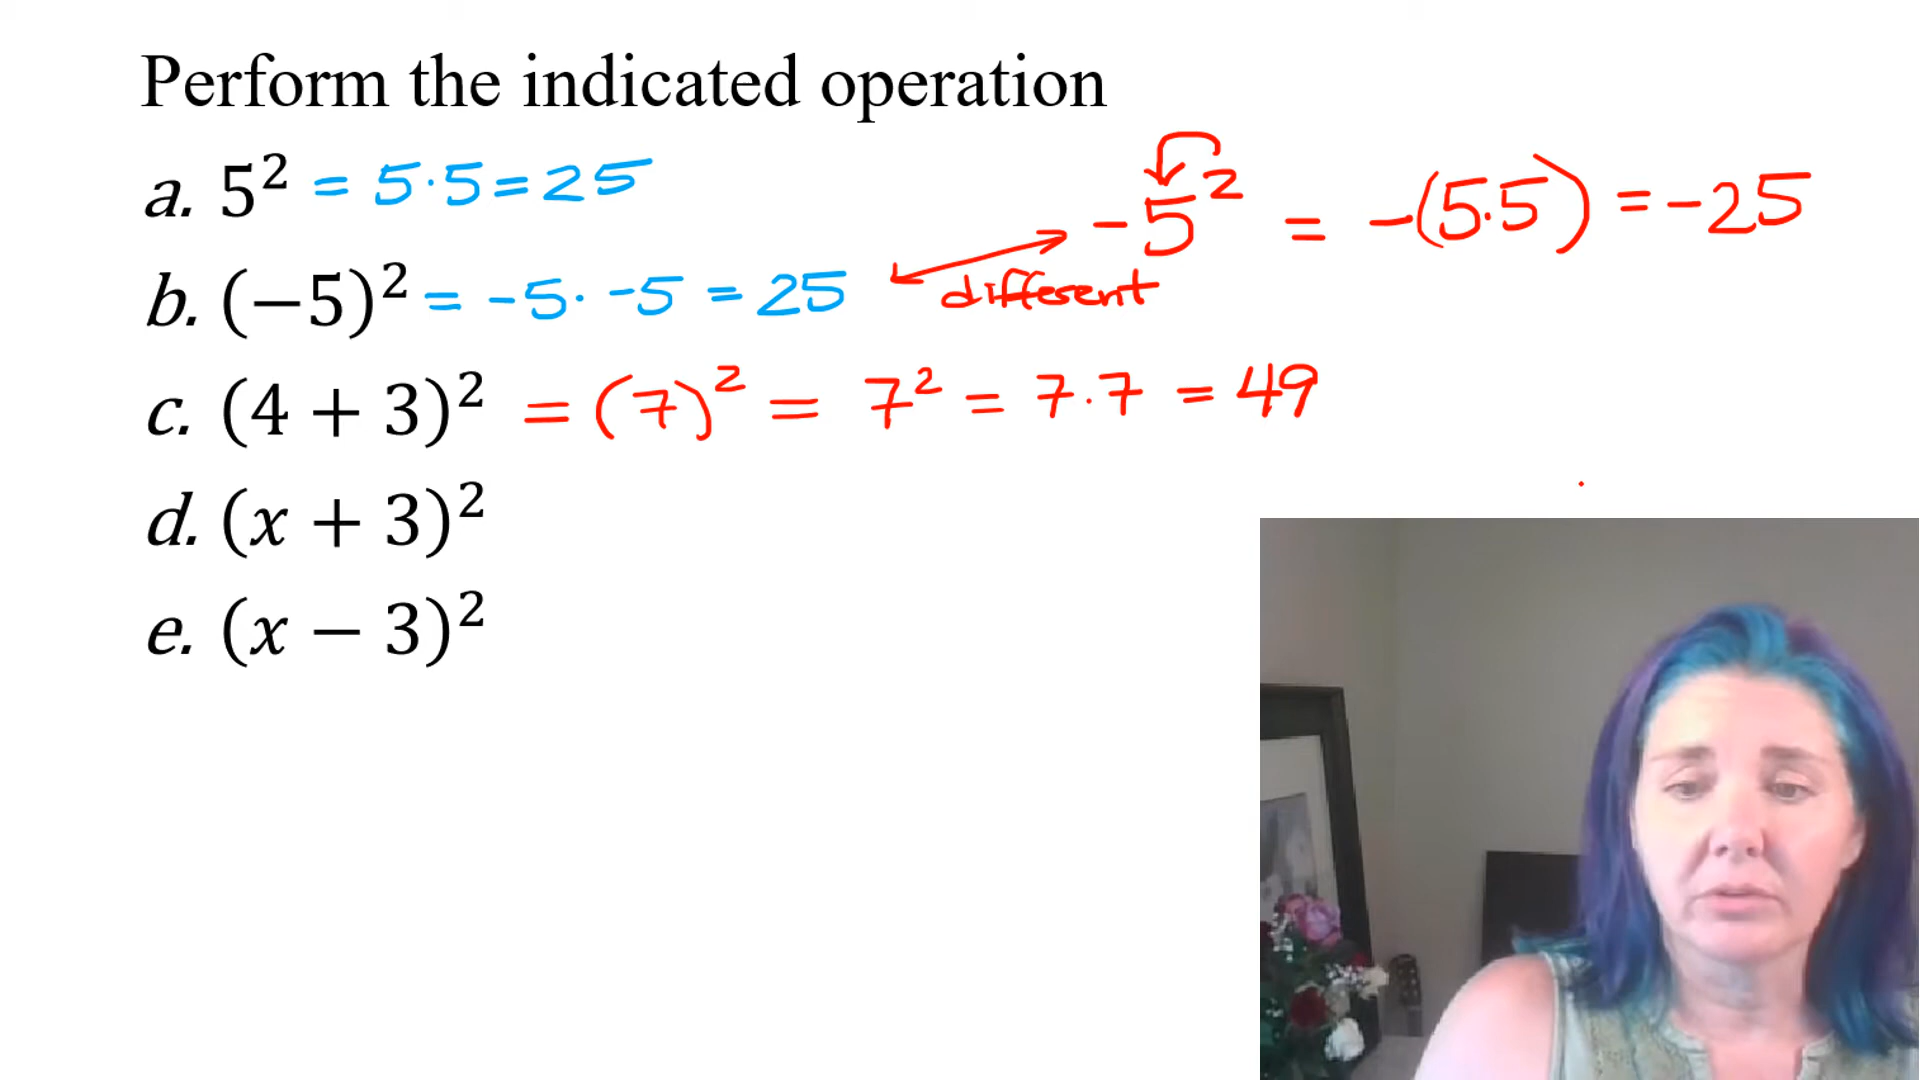 Perform the indicated operation
a. 5² = 5·5 = 25
-5² = -(5·5) = -25
b. (−5)² = -5· -5 = 25
different
c. (4 + 3)² = (7)² = 7² = 7·7 = 49
d. (x + 3)²
e. (x − 3)²